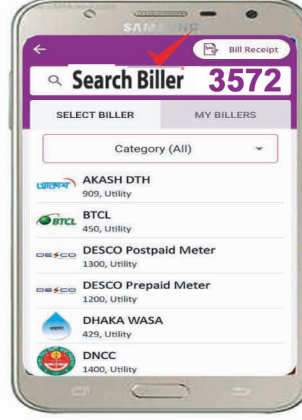 SAMSUNG
Bill Receipt
Search Biller 3572
SELECT BILLER MY BILLERS
Category (All)
আকাশ AKASH DTH
909, Utility
BTCL BTCL
450, Utility
DESCO DESCO Postpaid Meter
1300, Utility
DESCO DESCO Prepaid Meter
1200, Utility
DHAKA WASA
429, Utility
DNCC
1400, Utility